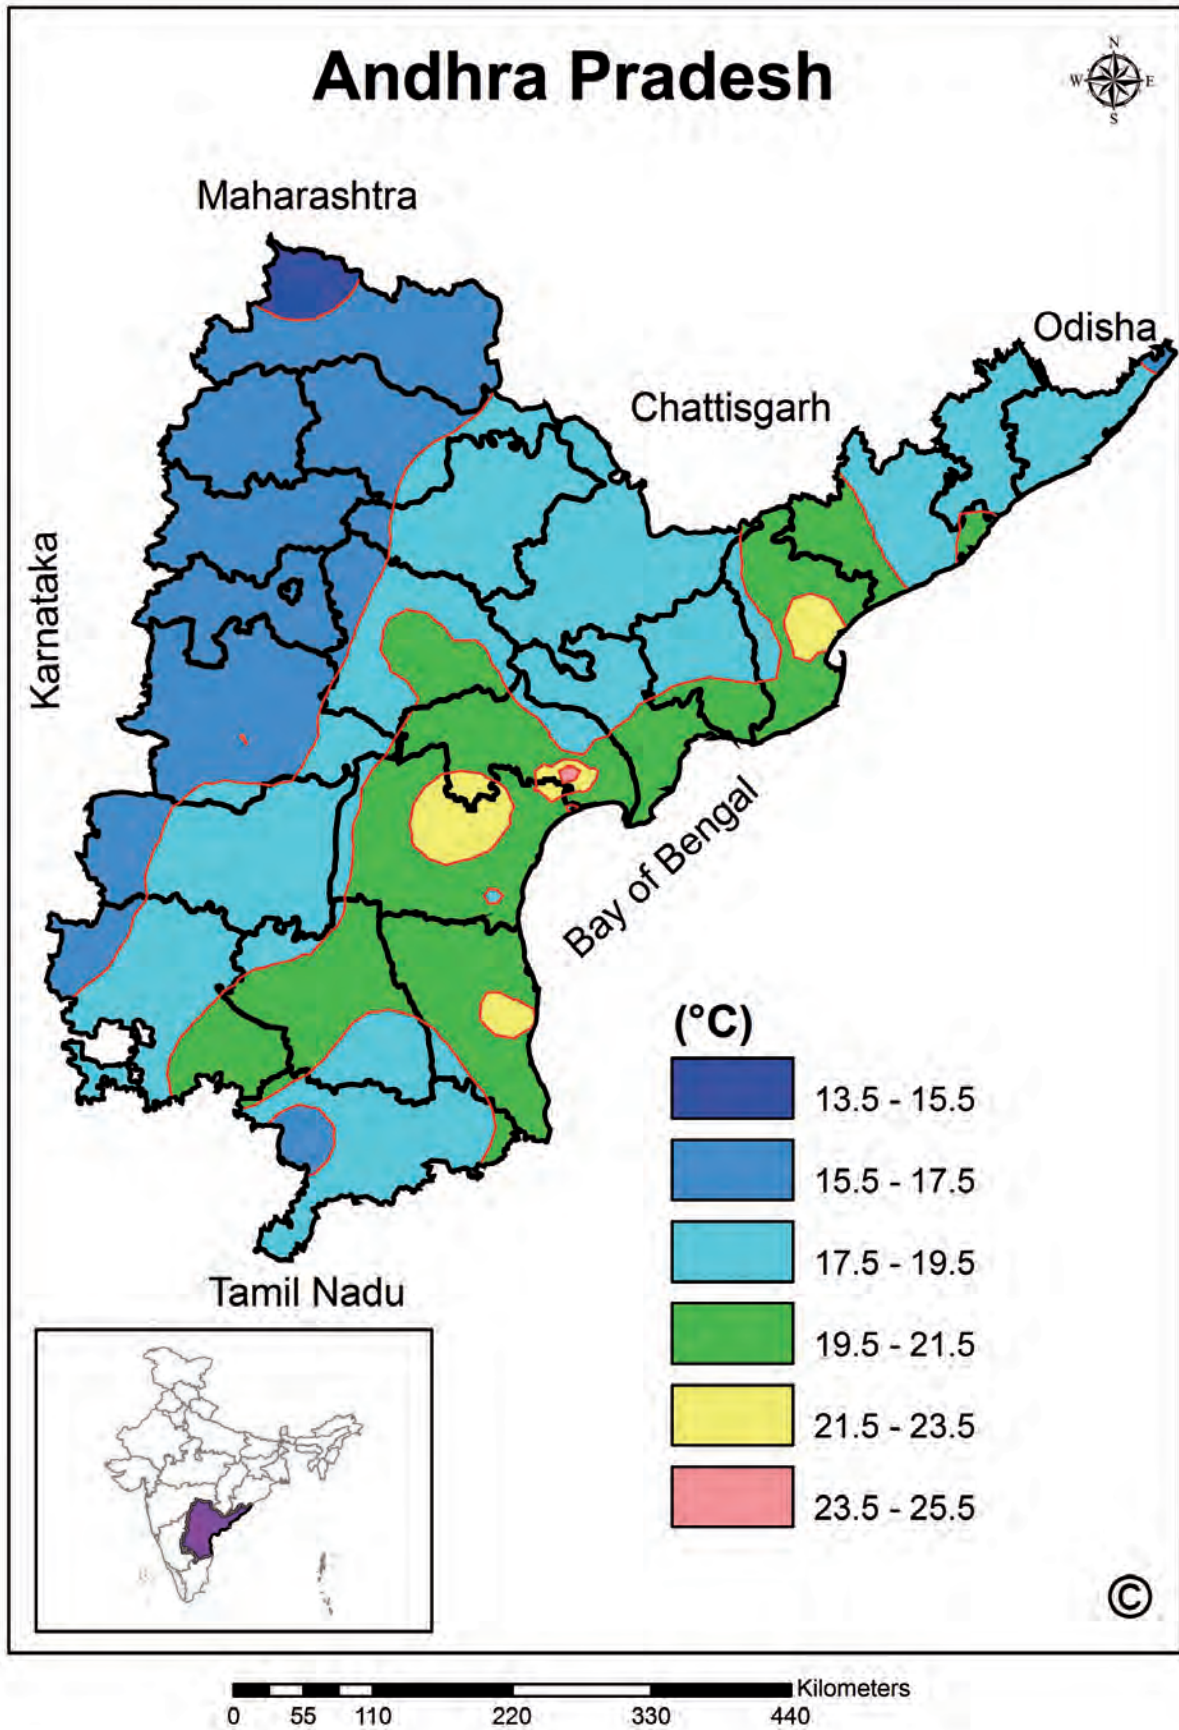 Andhra Pradesh
N
W
E
S
Maharashtra
Odisha
Chattisgarh
Karnataka
Bay of Bengal
(°C)
13.5 - 15.5
15.5 - 17.5
17.5 - 19.5
19.5 - 21.5
21.5 - 23.5
23.5 - 25.5
Tamil Nadu
©
Kilometers
0 55 110 220 330 440